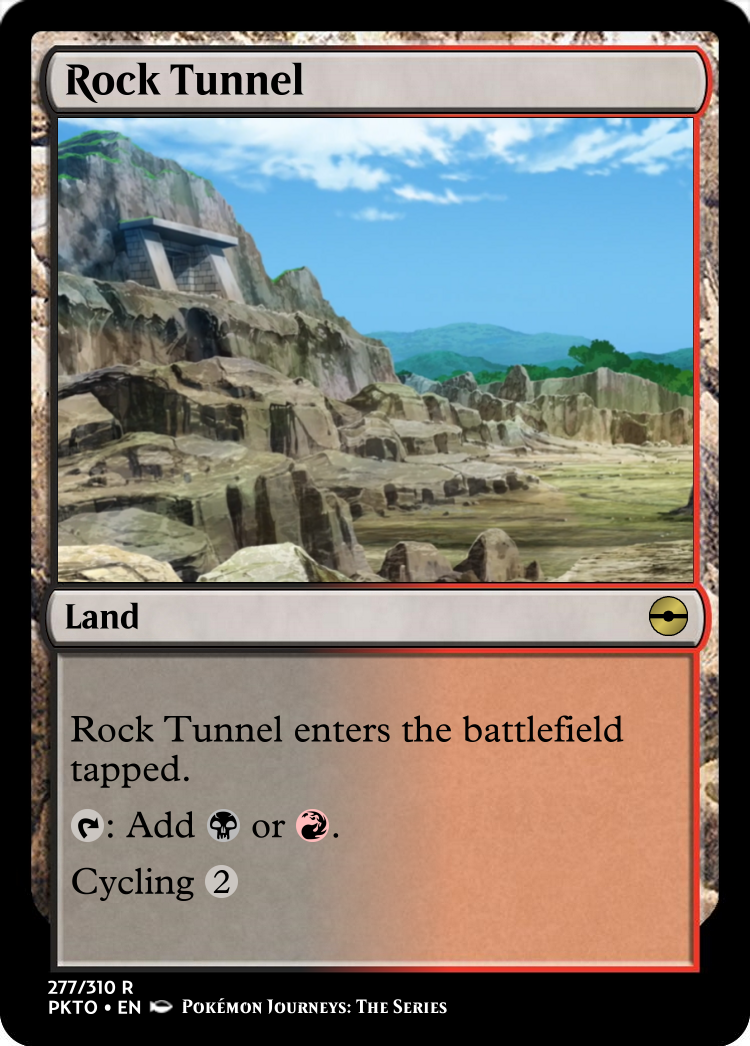 Rock Tunnel
Land
Rock Tunnel enters the battlefield
tapped.
: Add or .
Cycling 2
277/310 R
PKTO • EN Pokémon Journeys: The Series